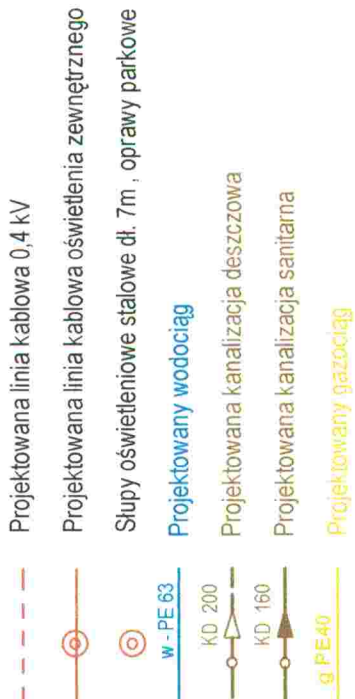 Projektowana linia kablowa 0,4 kV
Projektowana linia kablowa oświetlenia zewnętrznego
Słupy oświetleniowe stalowe dł. 7m , oprawy parkowe
w - PE 63 Projektowany wodociąg
KD 200 Projektowana kanalizacja deszczowa
KD 160 Projektowana kanalizacja sanitarna
g PE40 Projektowany gazociąg